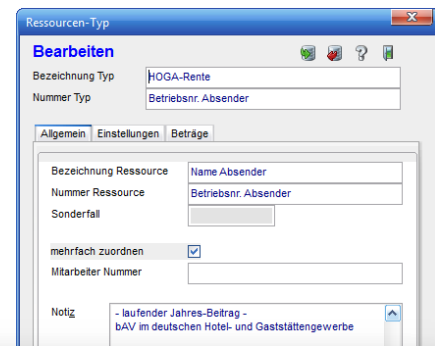 Ressourcen-Typ
Bearbeiten
Bezeichnung Typ HOGA-Rente
Nummer Typ Betriebsnr. Absender
Allgemein Einstellungen Beträge
Bezeichnung Ressource Name Absender
Nummer Ressource Betriebsnr. Absender
Sonderfall
mehrfach zuordnen
Mitarbeiter Nummer
Notiz - laufender Jahres-Beitrag -
bAV im deutschen Hotel- und Gaststättengewerbe